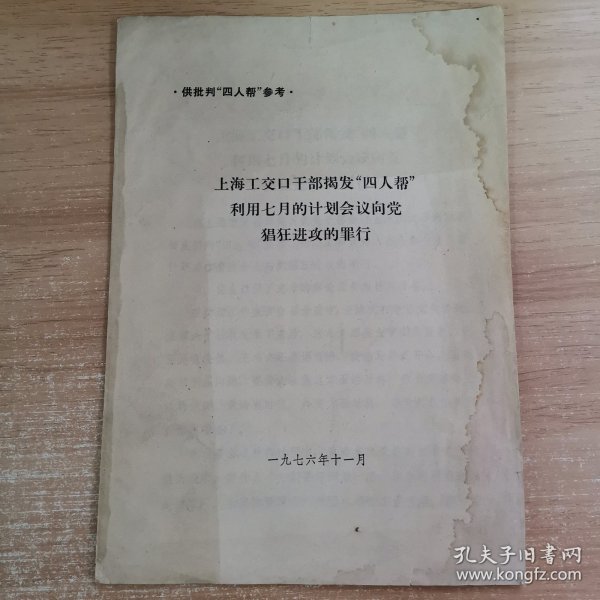 ·供批判“四人帮”参考·
上海工交口干部揭发“四人帮”
利用七月的计划会议向党
猖狂进攻的罪行
一九七六年十一月
孔夫子旧书网
www.kongfz.com